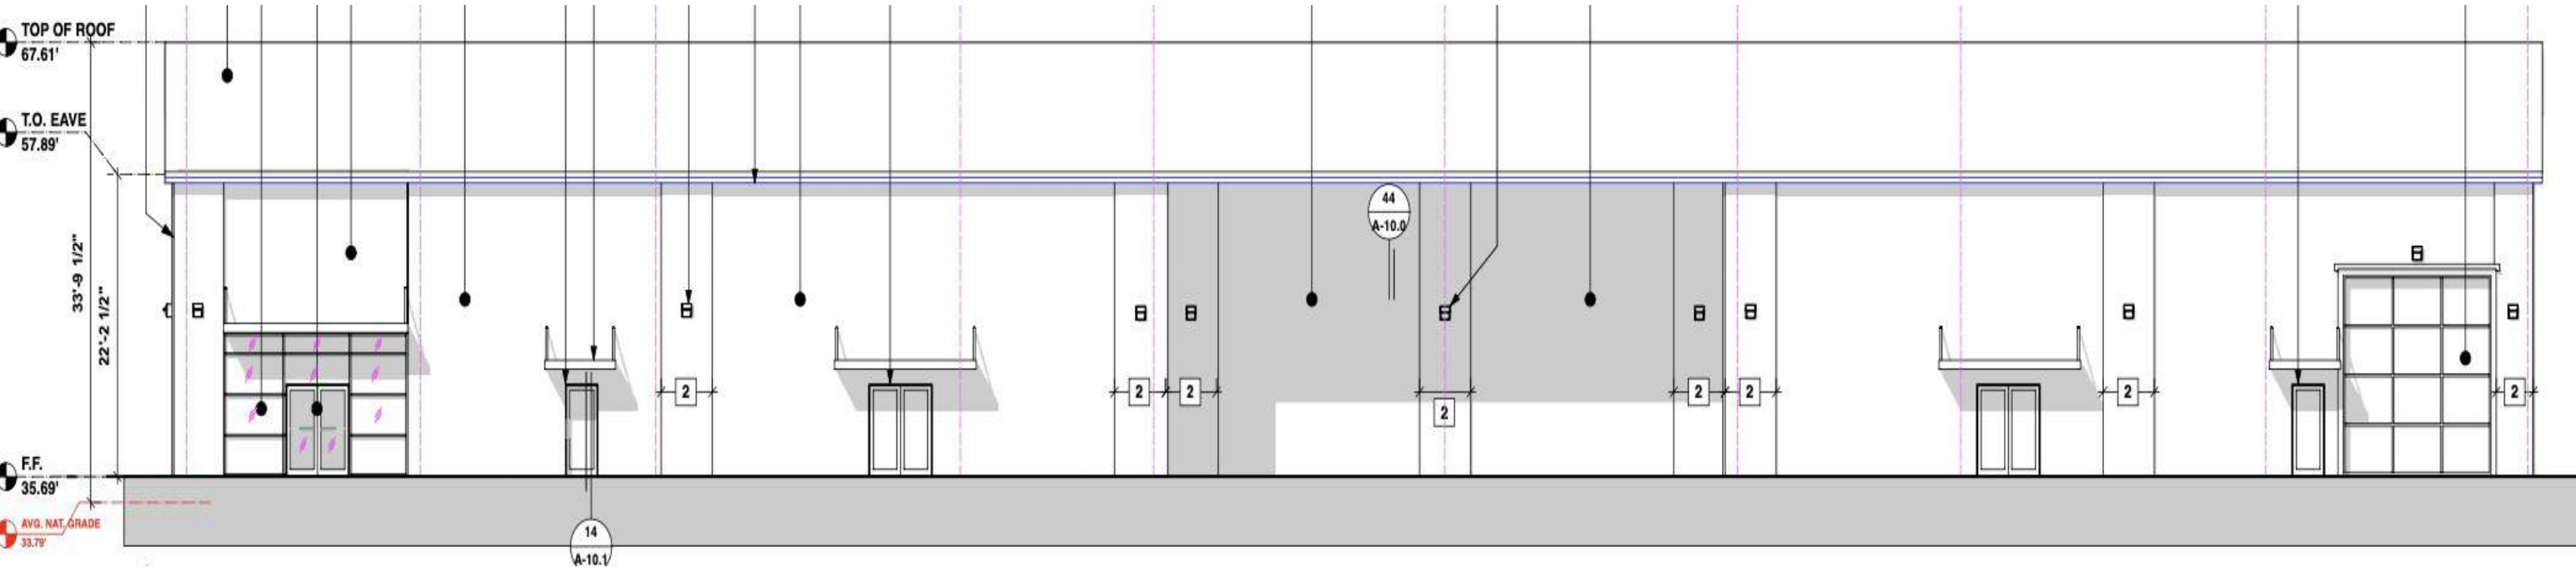 TOP OF ROOF
67.61'
T.O. EAVE
57.89'
33'-9 1/2"
22'-2 1/2"
44
A-10.0
2
2
2
2
2
2
2
2
F.F.
35.69'
AVG. NAT. GRADE
33.79'
14
A-10.1